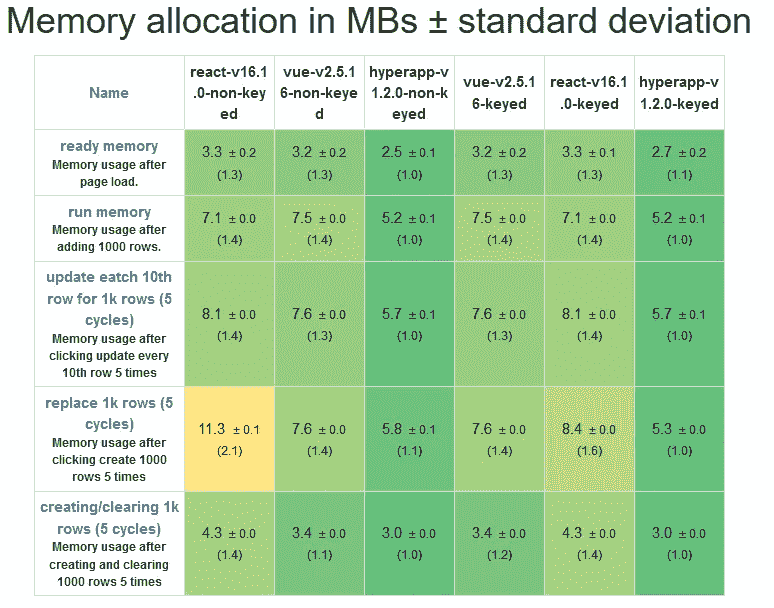 Memory allocation in MBs ± standard deviation
Name
react-v16.1
.0-non-key
ed
vue-v2.5.1
6-non-keye
d
hyperapp-v
1.2.0-non-k
eyed
vue-v2.5.1
6-keyed
react-v16.1
.0-keyed
hyperapp-v
1.2.0-keyed
ready memory
Memory usage after
page load.
3.3 ± 0.2
(1.3)
3.2 ± 0.2
(1.3)
2.5 ± 0.1
(1.0)
3.2 ± 0.2
(1.3)
3.3 ± 0.1
(1.3)
2.7 ± 0.2
(1.1)
run memory
Memory usage after
adding 1000 rows.
7.1 ± 0.0
(1.4)
7.5 ± 0.0
(1.4)
5.2 ± 0.1
(1.0)
7.5 ± 0.0
(1.4)
7.1 ± 0.0
(1.4)
5.2 ± 0.1
(1.0)
update eatch 10th
row for 1k rows (5
cycles)
Memory usage after
clicking update every
10th row 5 times
8.1 ± 0.0
(1.4)
7.6 ± 0.0
(1.3)
5.7 ± 0.1
(1.0)
7.6 ± 0.0
(1.3)
8.1 ± 0.0
(1.4)
5.7 ± 0.1
(1.0)
replace 1k rows (5
cycles)
Memory usage after
clicking create 1000
rows 5 times
11.3 ± 0.1
(2.1)
7.6 ± 0.0
(1.4)
5.8 ± 0.1
(1.1)
7.6 ± 0.0
(1.4)
8.4 ± 0.0
(1.6)
5.3 ± 0.0
(1.0)
creating/clearing 1k
rows (5 cycles)
Memory usage after
creating and clearing
1000 rows 5 times
4.3 ± 0.0
(1.4)
3.4 ± 0.0
(1.1)
3.0 ± 0.0
(1.0)
3.4 ± 0.0
(1.2)
4.3 ± 0.0
(1.4)
3.0 ± 0.0
(1.0)